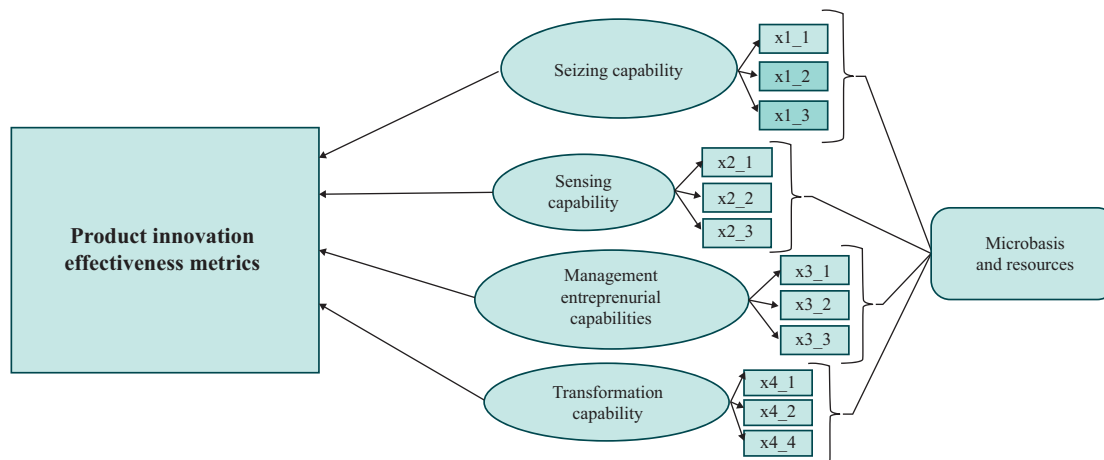 Product innovation
effectiveness metrics
Seizing capability
x1_1
x1_2
x1_3
Sensing
capability
x2_1
x2_2
x2_3
Management
entreprenurial
capabilities
x3_1
x3_2
x3_3
Transformation
capability
x4_1
x4_2
x4_4
Microbasis
and resources